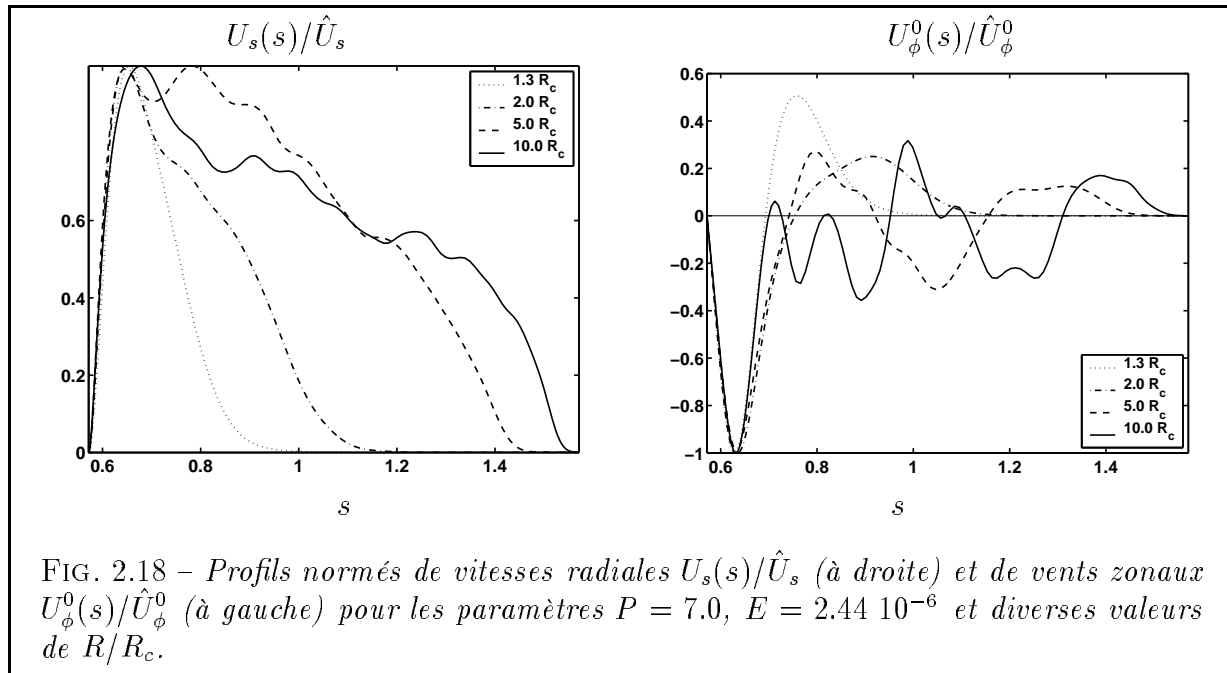 U_s(s)/Û_s
1.3 R_c
2.0 R_c
5.0 R_c
10.0 R_c
0.6
0.4
0.2
0
0.6
0.8
1
1.2
1.4
s
U_ϕ^0(s)/Û_ϕ^0
0.6
0.4
0.2
0
−0.2
−0.4
−0.6
−0.8
−1
1.3 R_c
2.0 R_c
5.0 R_c
10.0 R_c
0.6
0.8
1
1.2
1.4
s
FIG. 2.18 – Profils normés de vitesses radiales U_s(s)/Û_s (à droite) et de vents zonaux
U_ϕ^0(s)/Û_ϕ^0 (à gauche) pour les paramètres P = 7.0, E = 2.44 10^{−6} et diverses valeurs
de R/R_c.